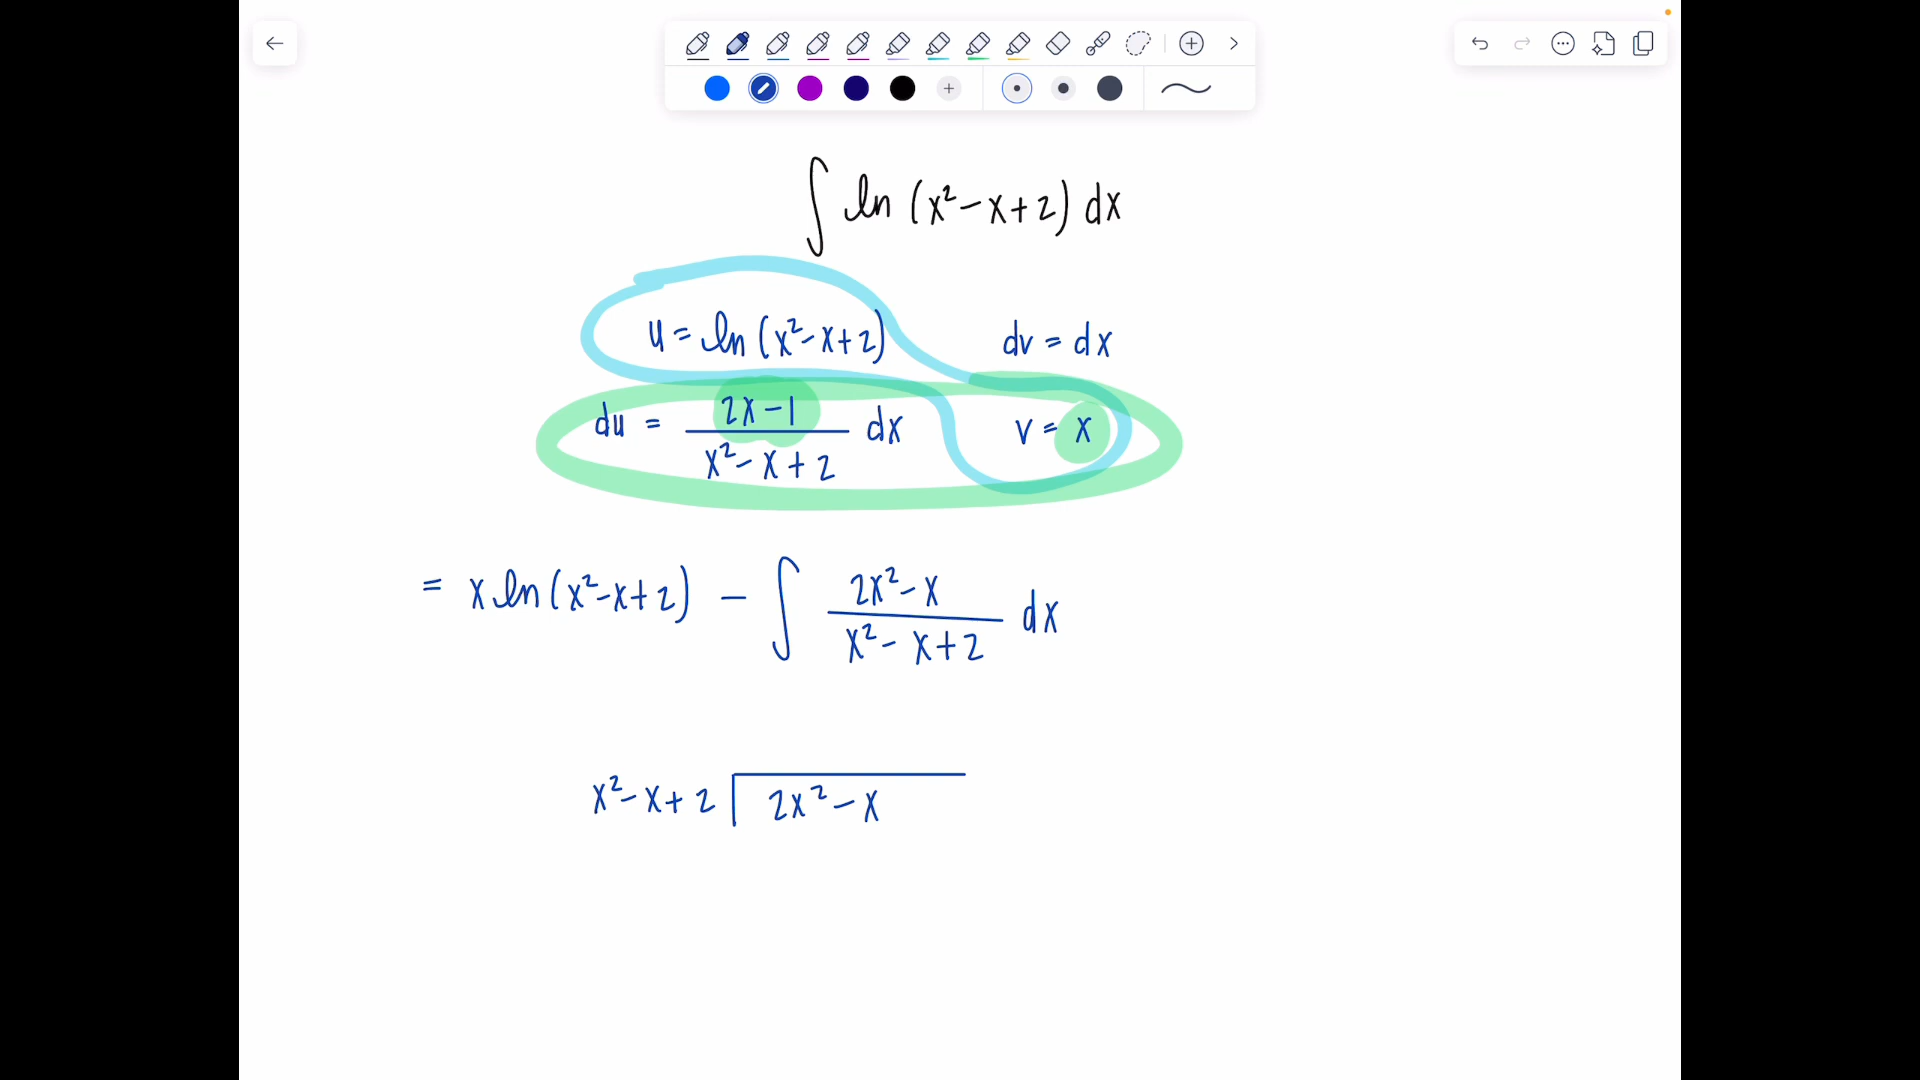 ∫ ln (x²-x+2) dx
u = ln (x²-x+2) dv = dx
du = (2x-1)/(x²-x+2) dx v = x
= x ln(x²-x+2) - ∫ (2x²-x)/(x²-x+2) dx
x²-x+2 ⟌ 2x²-x